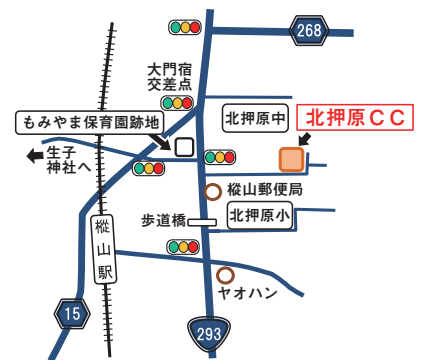 268
大門宿
交差点
北押原中
北押原CC
もみやま保育園跡地
生子
神社へ
樅山郵便局
歩道橋
北押原小
樅山駅
ヤオハン
15
293